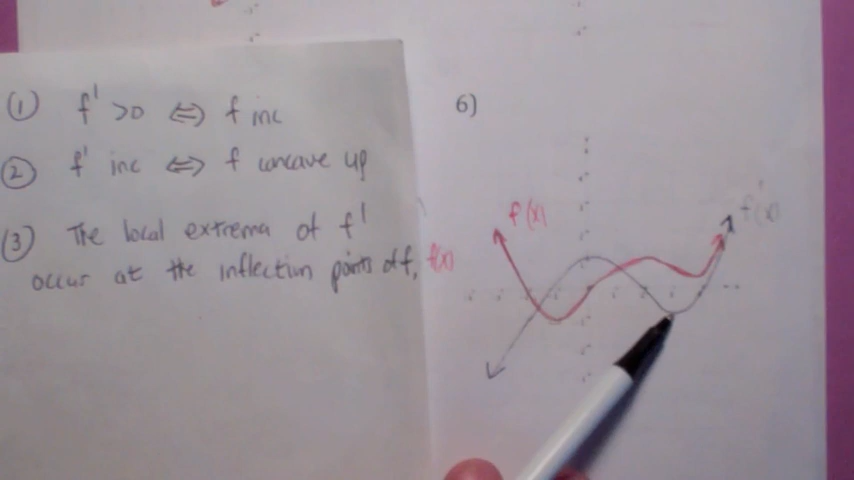 ① f' >0 ⇔ f inc
② f' inc ⇔ f concave up
③ The local extrema of f'
occur at the inflection points of f, f(x)
6)
f(x)
f'(x)